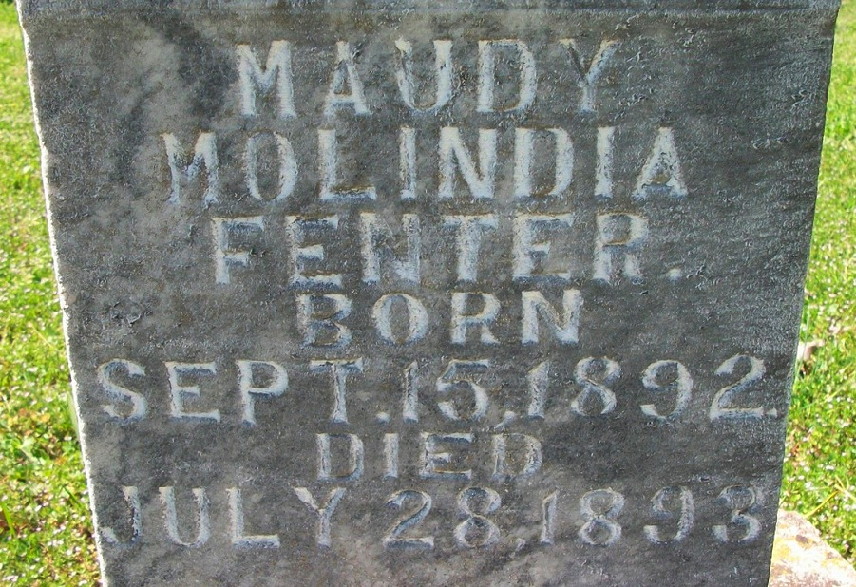 MAUDY
MOLINDIA
FENTER.
BORN
SEPT. 15, 1892.
DIED
JULY 28, 1893